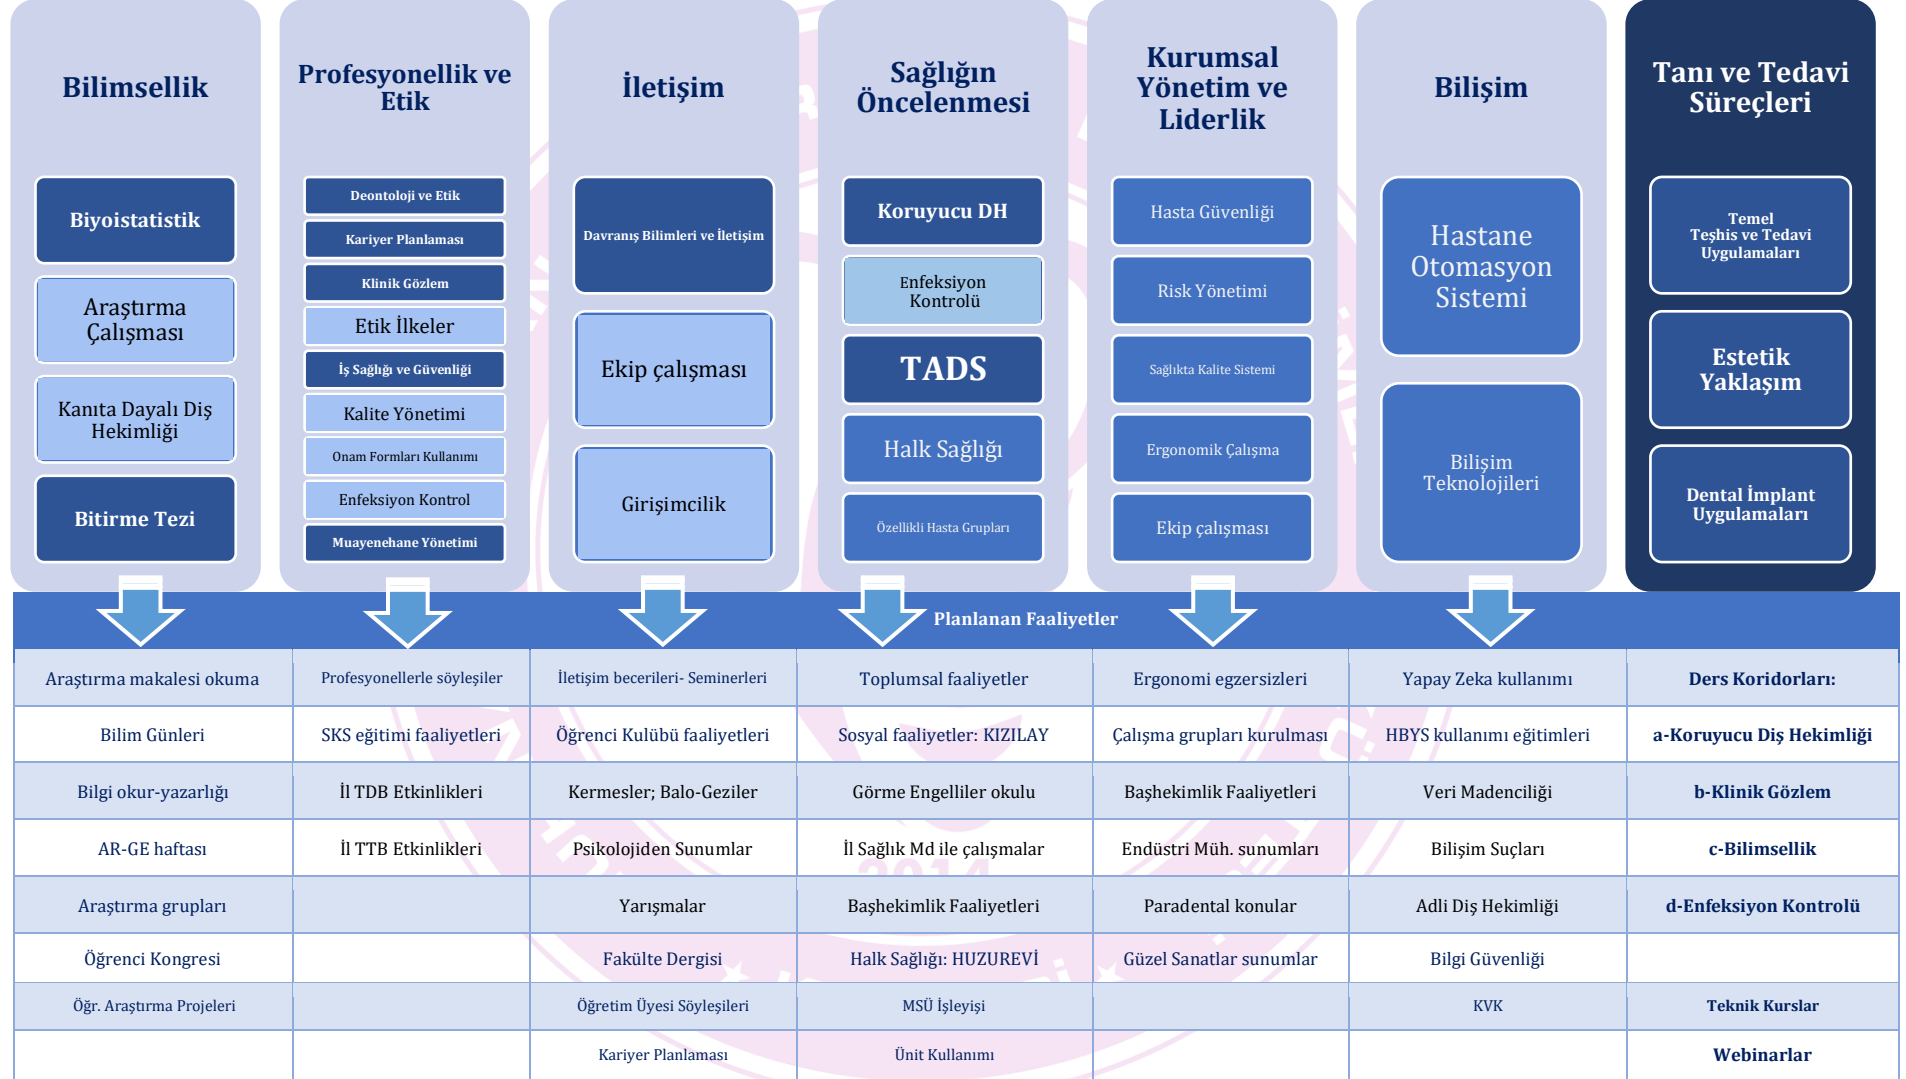 Bilimsellik
Biyoistatistik
Araştırma
Çalışması
Kanıta Dayalı Diş
Hekimliği
Bitirme Tezi
Profesyonellik ve
Etik
Deontoloji ve Etik
Kariyer Planlaması
Klinik Gözlem
Etik İlkeler
İş Sağlığı ve Güvenliği
Kalite Yönetimi
Onam Formları Kullanımı
Enfeksiyon Kontrol
Muayenehane Yönetimi
İletişim
Davranış Bilimleri ve İletişim
Ekip çalışması
Girişimcilik
Sağlığın
Öncelenmesi
Koruyucu DH
Enfeksiyon
Kontrolü
TADS
Halk Sağlığı
Özellikli Hasta Grupları
Kurumsal
Yönetim ve
Liderlik
Hasta Güvenliği
Risk Yönetimi
Sağlıkta Kalite Sistemi
Ergonomik Çalışma
Ekip çalışması
Bilişim
Hastane
Otomasyon
Sistemi
Bilişim
Teknolojileri
Tanı ve Tedavi
Süreçleri
Temel
Teşhis ve Tedavi
Uygulamaları
Estetik
Yaklaşım
Dental İmplant
Uygulamaları
Planlanan Faaliyetler
Araştırma makalesi okuma
Profesyonellerle söyleşiler
İletişim becerileri- Seminerleri
Toplumsal faaliyetler
Ergonomi egzersizleri
Yapay Zeka kullanımı
Ders Koridorları:
Bilim Günleri
SKS eğitimi faaliyetleri
Öğrenci Kulübü faaliyetleri
Sosyal faaliyetler: KIZILAY
Çalışma grupları kurulması
HBYS kullanımı eğitimleri
a-Koruyucu Diş Hekimliği
Bilgi okur-yazarlığı
İl TDB Etkinlikleri
Kermesler; Balo-Geziler
Görme Engelliler okulu
Başhekimlik Faaliyetleri
Veri Madenciliği
b-Klinik Gözlem
AR-GE haftası
İl TTB Etkinlikleri
Psikolojiden Sunumlar
İl Sağlık Md ile çalışmalar
Endüstri Müh. sunumları
Bilişim Suçları
c-Bilimsellik
2014
Araştırma grupları
Yarışmalar
Başhekimlik Faaliyetleri
Paradental konular
Adli Diş Hekimliği
d-Enfeksiyon Kontrolü
Öğrenci Kongresi
Fakülte Dergisi
Halk Sağlığı: HUZUREVİ
Güzel Sanatlar sunumlar
Bilgi Güvenliği
Öğr. Araştırma Projeleri
Öğretim Üyesi Söyleşileri
MSÜ İşleyişi
KVK
Teknik Kurslar
Kariyer Planlaması
Ünit Kullanımı
Webinarlar